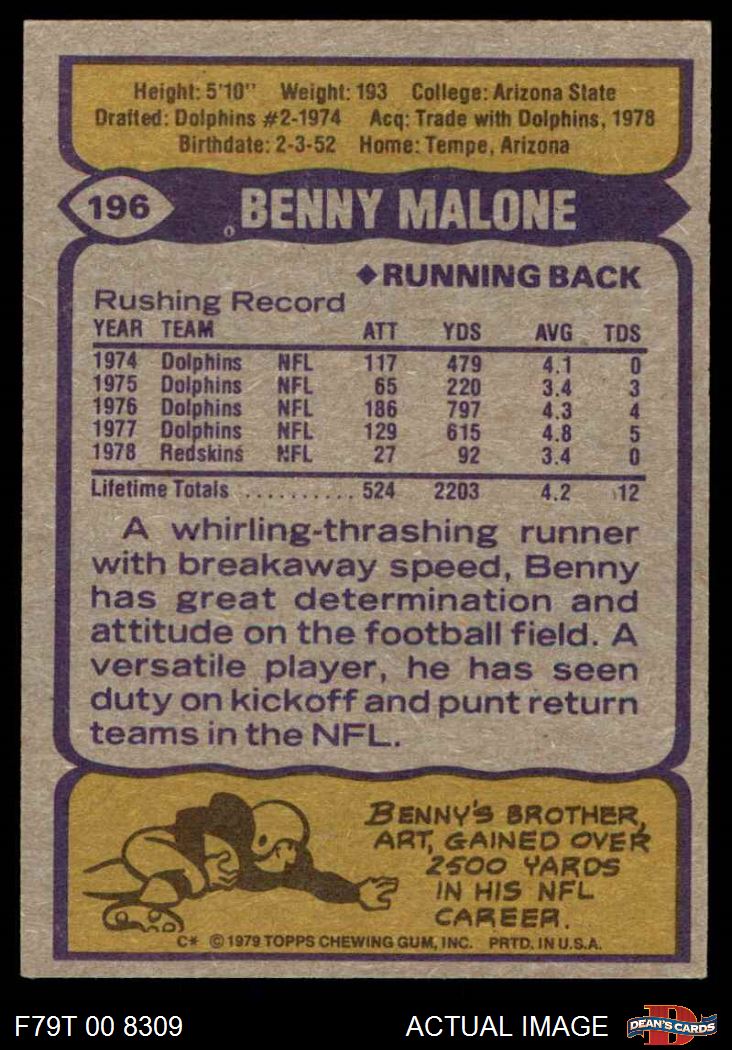 Height: 5'10" Weight: 193 College: Arizona State
Drafted: Dolphins #2-1974 Acq: Trade with Dolphins, 1978
Birthdate: 2-3-52 Home: Tempe, Arizona
196 BENNY MALONE
◆RUNNING BACK
Rushing Record
YEAR TEAM ATT YDS AVG TDS
1974 Dolphins NFL 117 479 4.1 0
1975 Dolphins NFL 65 220 3.4 3
1976 Dolphins NFL 186 797 4.3 4
1977 Dolphins NFL 129 615 4.8 5
1978 Redskins NFL 27 92 3.4 0
Lifetime Totals .......... 524 2203 4.2 12
A whirling-thrashing runner
with breakaway speed, Benny
has great determination and
attitude on the football field. A
versatile player, he has seen
duty on kickoff and punt return
teams in the NFL.
BENNY'S BROTHER,
ART, GAINED OVER
2500 YARDS
IN HIS NFL
CAREER.
C* © 1979 TOPPS CHEWING GUM, INC. PRTD. IN U.S.A.
F79T 00 8309 ACTUAL IMAGE D DEAN'S CARDS